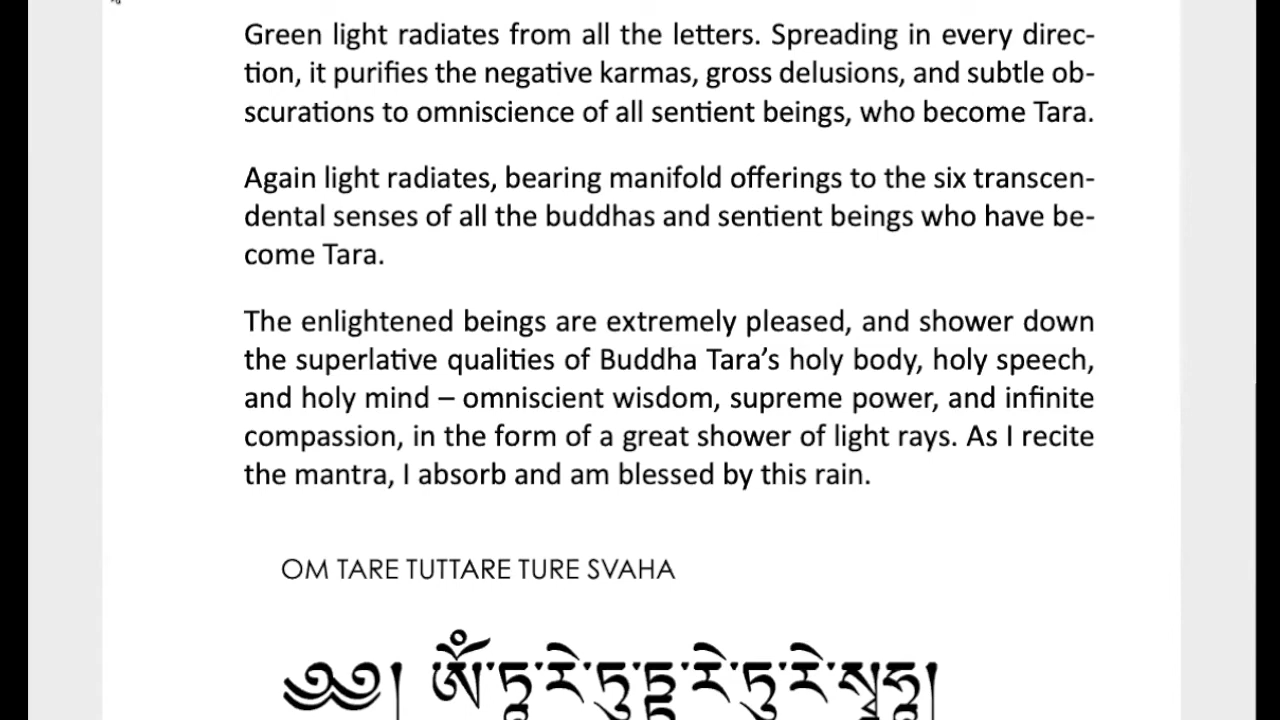 Green light radiates from all the letters. Spreading in every direc-
tion, it purifies the negative karmas, gross delusions, and subtle ob-
scurations to omniscience of all sentient beings, who become Tara.
Again light radiates, bearing manifold offerings to the six transcen-
dental senses of all the buddhas and sentient beings who have be-
come Tara.
The enlightened beings are extremely pleased, and shower down
the superlative qualities of Buddha Tara’s holy body, holy speech,
and holy mind – omniscient wisdom, supreme power, and infinite
compassion, in the form of a great shower of light rays. As I recite
the mantra, I absorb and am blessed by this rain.
OM TARE TUTTARE TURE SVAHA
༄༅། ཨོཾ་ཏཱ་རེ་ཏུ་ཏྟཱ་རེ་ཏུ་རེ་སྭཱ་ཧཱ།